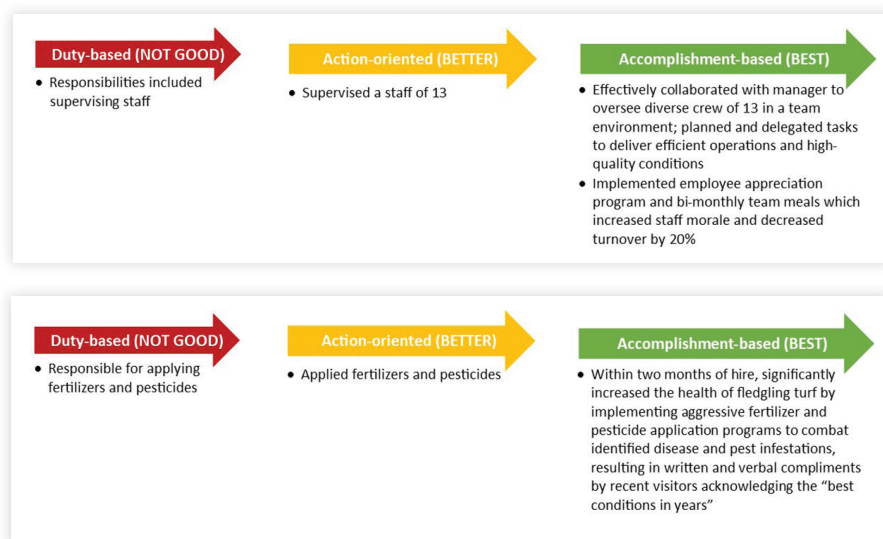 Duty-based (NOT GOOD)
• Responsibilities included
supervising staff
Action-oriented (BETTER)
• Supervised a staff of 13
Accomplishment-based (BEST)
• Effectively collaborated with manager to
oversee diverse crew of 13 in a team
environment; planned and delegated tasks
to deliver efficient operations and high-
quality conditions
• Implemented employee appreciation
program and bi-monthly team meals which
increased staff morale and decreased
turnover by 20%
Duty-based (NOT GOOD)
• Responsible for applying
fertilizers and pesticides
Action-oriented (BETTER)
• Applied fertilizers and pesticides
Accomplishment-based (BEST)
• Within two months of hire, significantly
increased the health of fledgling turf by
implementing aggressive fertilizer and
pesticide application programs to combat
identified disease and pest infestations,
resulting in written and verbal compliments
by recent visitors acknowledging the “best
conditions in years”